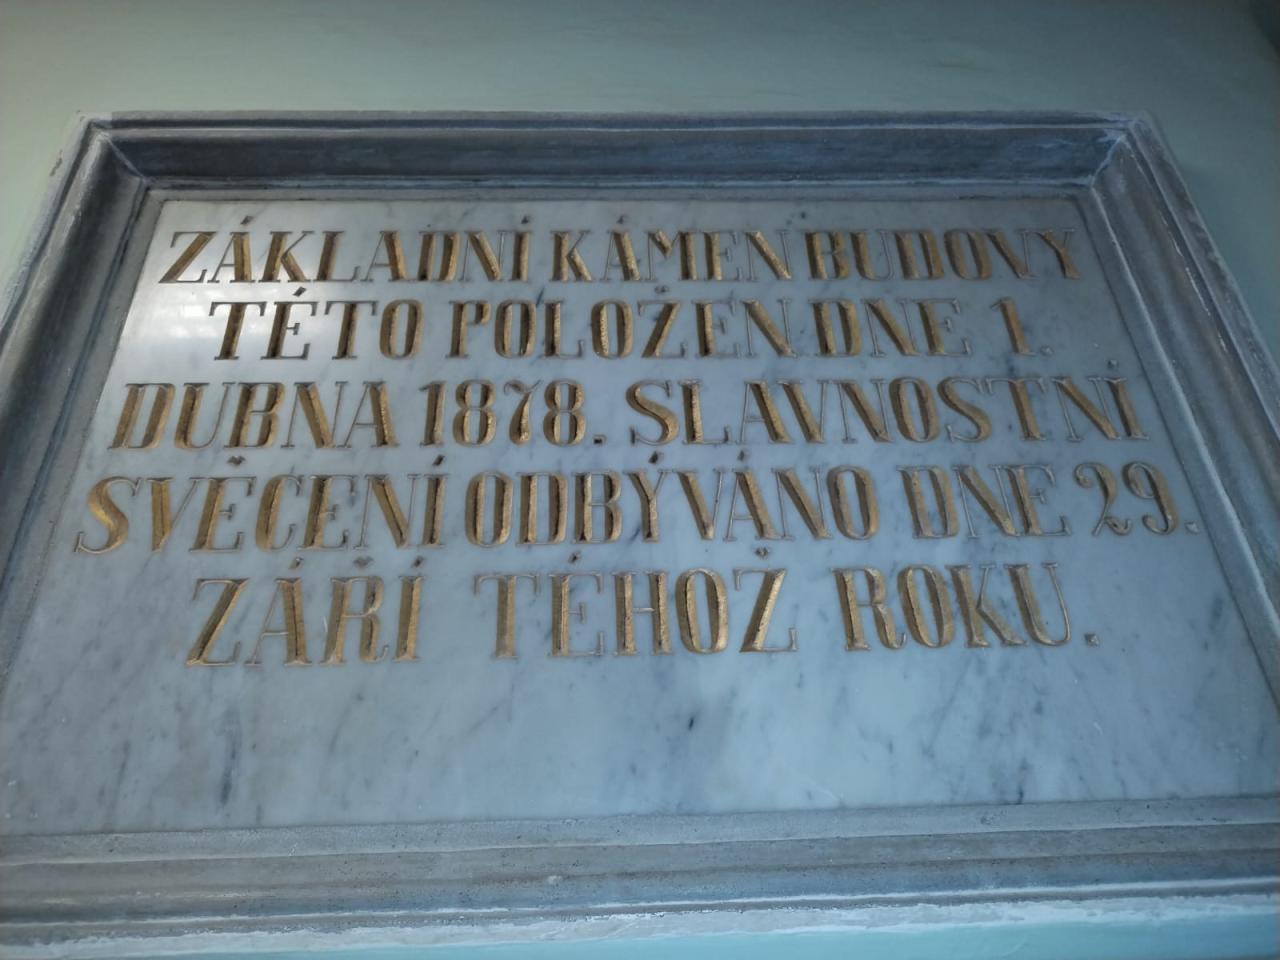 ZÁKLADNÍ KÁMEN BUDOVY
TÉTO POLOŽEN DNE 1.
DUBNA 1878. SLAVNOSTNÍ
SVĚCENÍ ODBÝVÁNO DNE 29.
ZÁŘÍ TÉHOŽ ROKU.